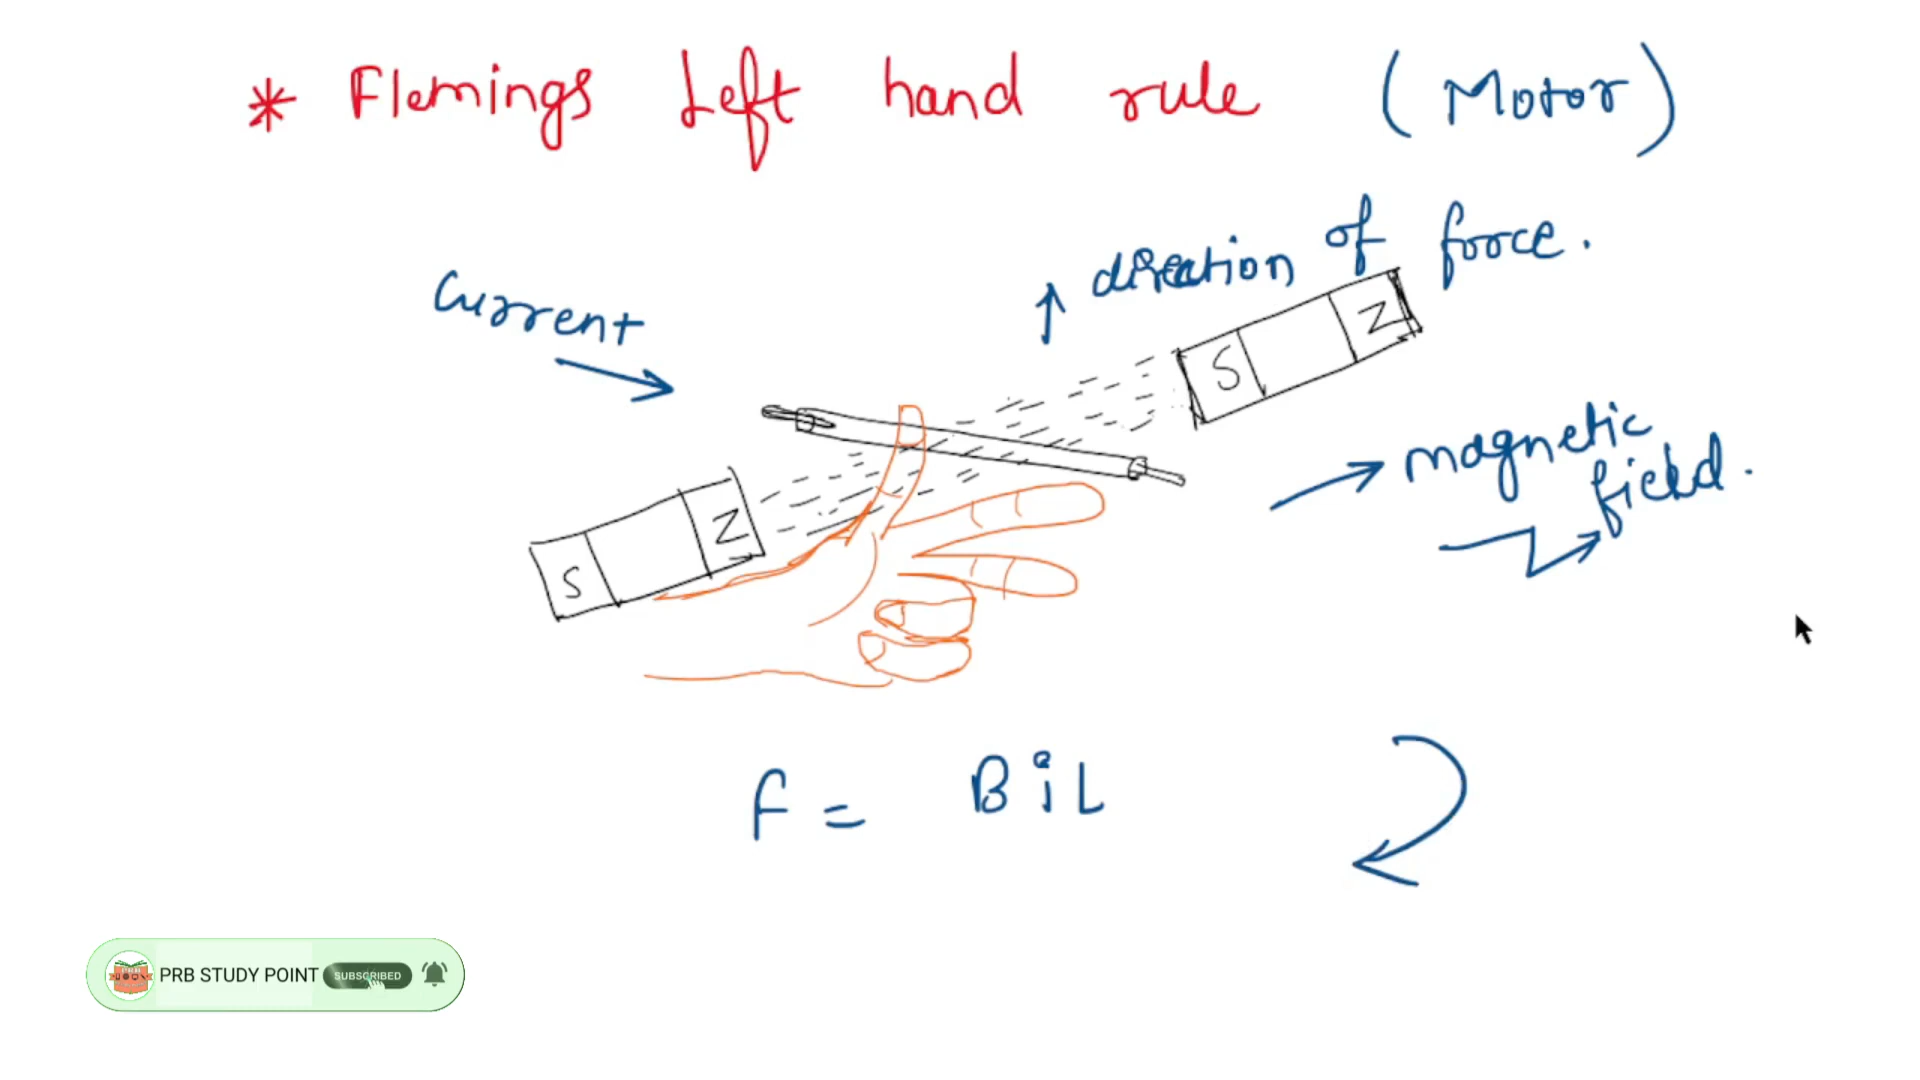 * Flemings Left hand rule (Motor)
Current
direction of force.
S
N
magnetic
field.
N
S
F = BiL
PRB STUDY POINT
SUBSCRIBED